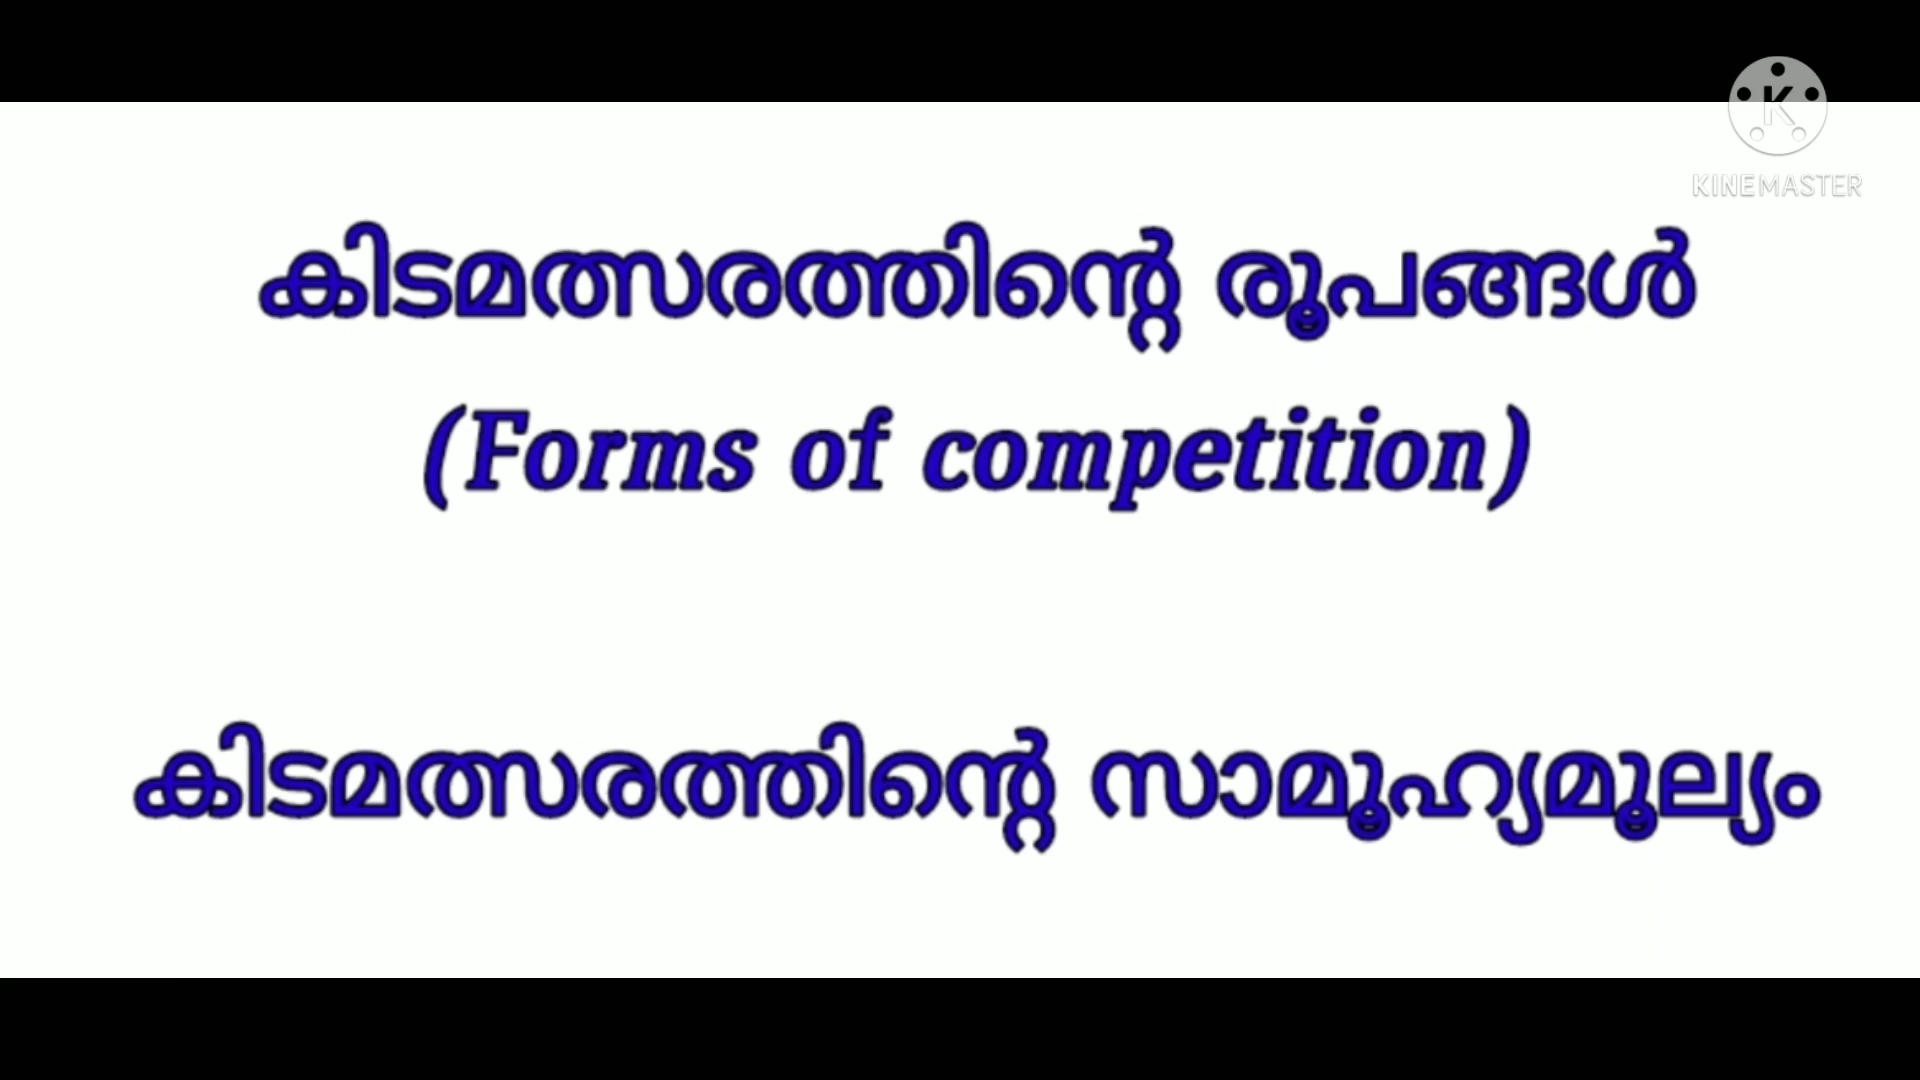 KINEMASTER
കിടമത്സരത്തിന്റെ രൂപങ്ങൾ
(Forms of competition)
കിടമത്സരത്തിന്റെ സാമൂഹ്യമൂല്യം